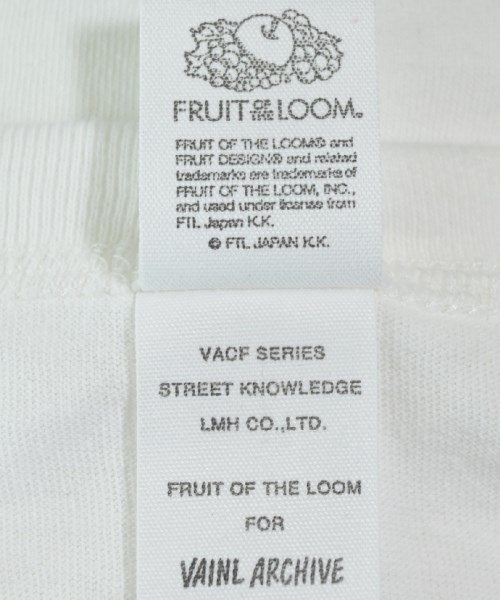 FRUIT OF THE LOOM®
FRUIT OF THE LOOM® and
FRUIT DESIGN® and related
trademarks are trademarks of
FRUIT OF THE LOOM, INC.,
and used under license from
FTL Japan K.K.
© FTL JAPAN K.K.
VACF SERIES
STREET KNOWLEDGE
LMH CO.,LTD.
FRUIT OF THE LOOM
FOR
VAINL ARCHIVE